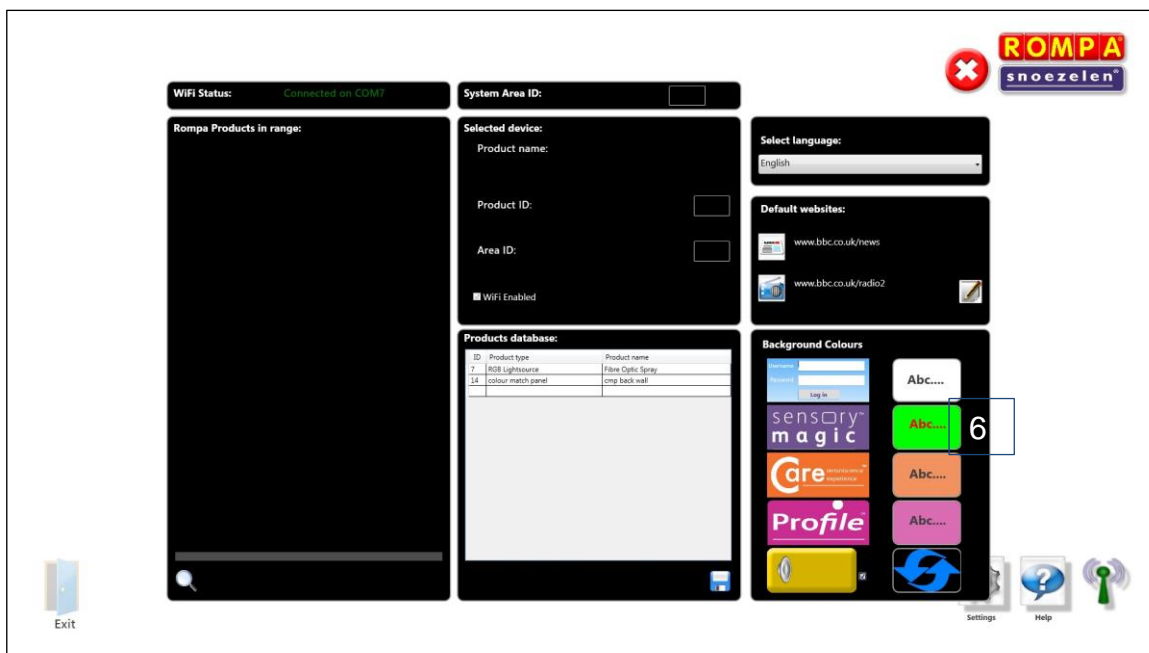 ROMPA
snoezelen®
WiFi Status:
Connected on COM7
System Area ID:
Rompa Products in range:
Selected device:
Product name:
Product ID:
Area ID:
WiFi Enabled
Select language:
English
Default websites:
www.bbc.co.uk/news
www.bbc.co.uk/radio2
Products database:
ID Product type Product name
7 RGB Lightsource Fibre Optic Spray
14 colour match panel cmp back wall
Background Colours
Username
Password
Log in
Abc....
sensory™
magic
Abc....
6
Care
Abc....
Profile
Abc....
Exit
Settings
Help